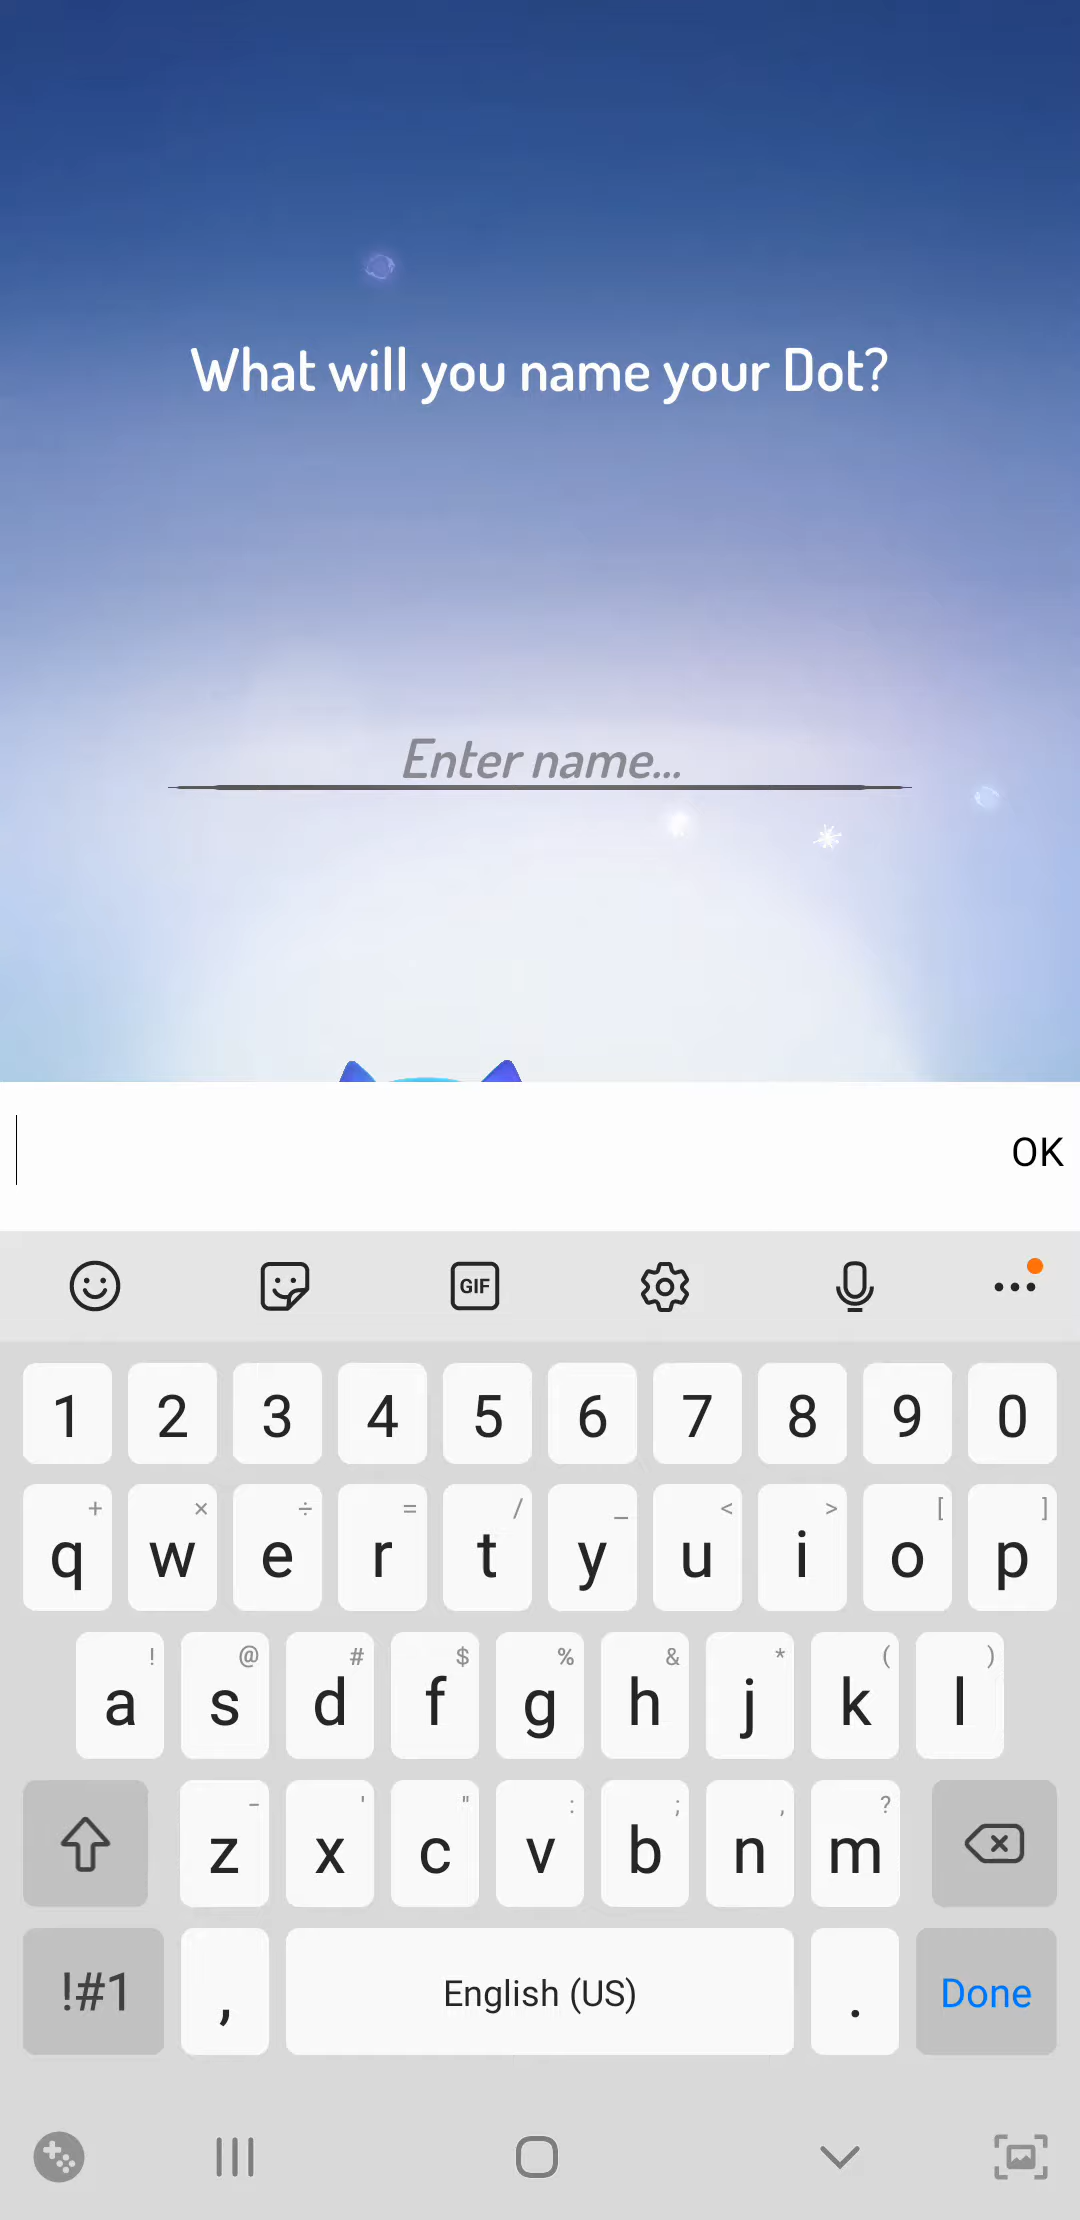 What will you name your Dot?
Enter name...
OK
GIF
1 2 3 4 5 6 7 8 9 0
+ × ÷ = / _ < > [ ]
q w e r t y u i o p
! @ # $ % & * ( )
a s d f g h j k l
- ' " : ; , ?
z x c v b n m
!#1 , English (US) . Done